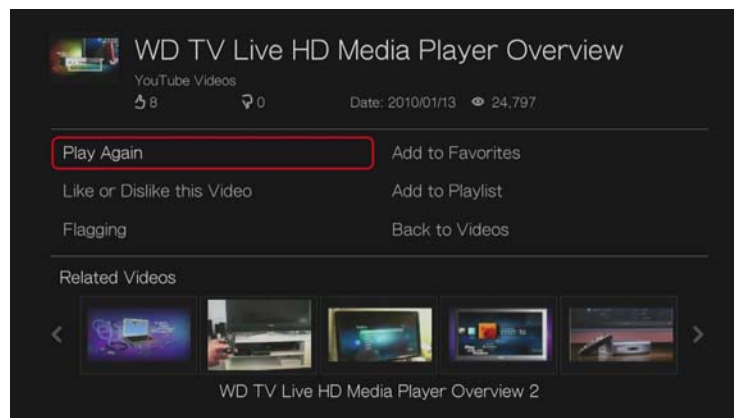 WD TV Live HD Media Player Overview
YouTube Videos
8 0 Date: 2010/01/13 24,797
Play Again Add to Favorites
Like or Dislike this Video Add to Playlist
Flagging Back to Videos
Related Videos
WD TV Live HD Media Player Overview 2